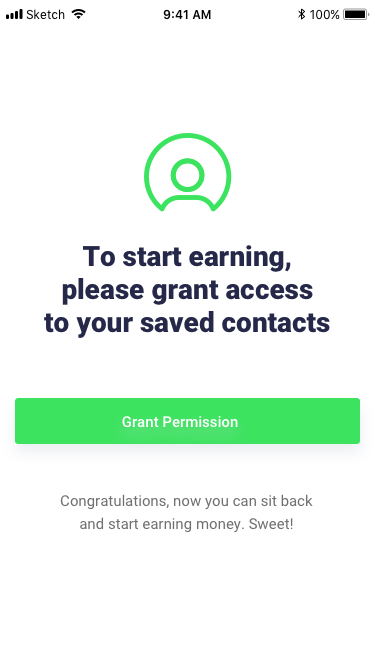 Sketch 9:41 AM 100%
To start earning,
please grant access
to your saved contacts
Grant Permission
Congratulations, now you can sit back
and start earning money. Sweet!